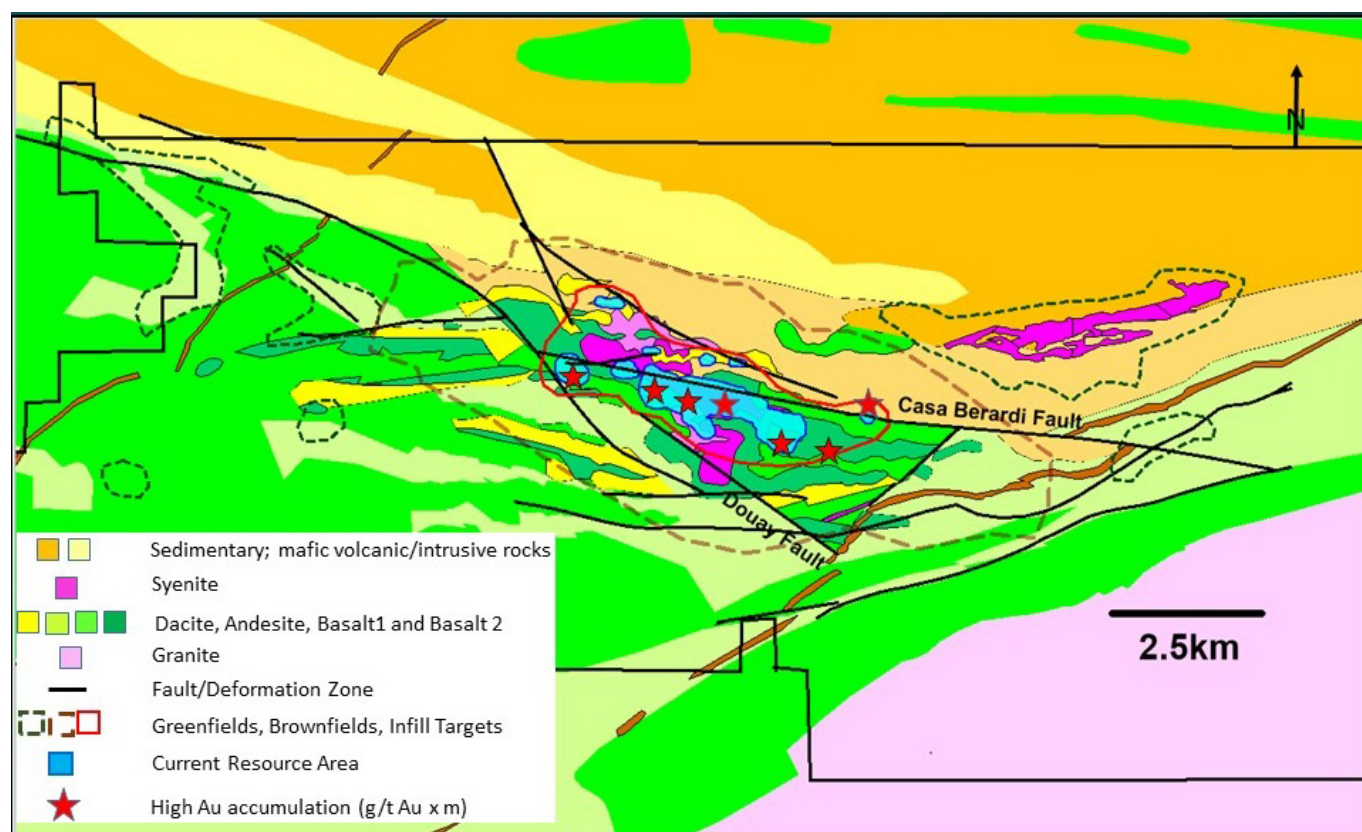 N
Casa Berardi Fault
Douay Fault
2.5km
Sedimentary; mafic volcanic/intrusive rocks
Syenite
Dacite, Andesite, Basalt1 and Basalt 2
Granite
Fault/Deformation Zone
Greenfields, Brownfields, Infill Targets
Current Resource Area
High Au accumulation (g/t Au x m)